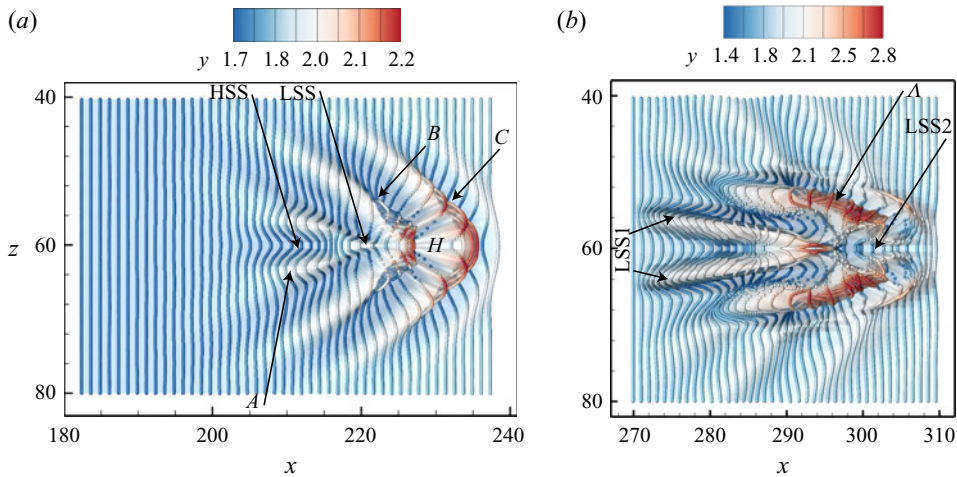 (a)
y 1.7 1.8 2.0 2.1 2.2
HSS LSS
B
C
H
A
40
60
80
z
180 200 220 240
x
(b)
y 1.4 1.8 2.1 2.5 2.8
Λ
LSS2
LSS1
40
60
80
270 280 290 300 310
x